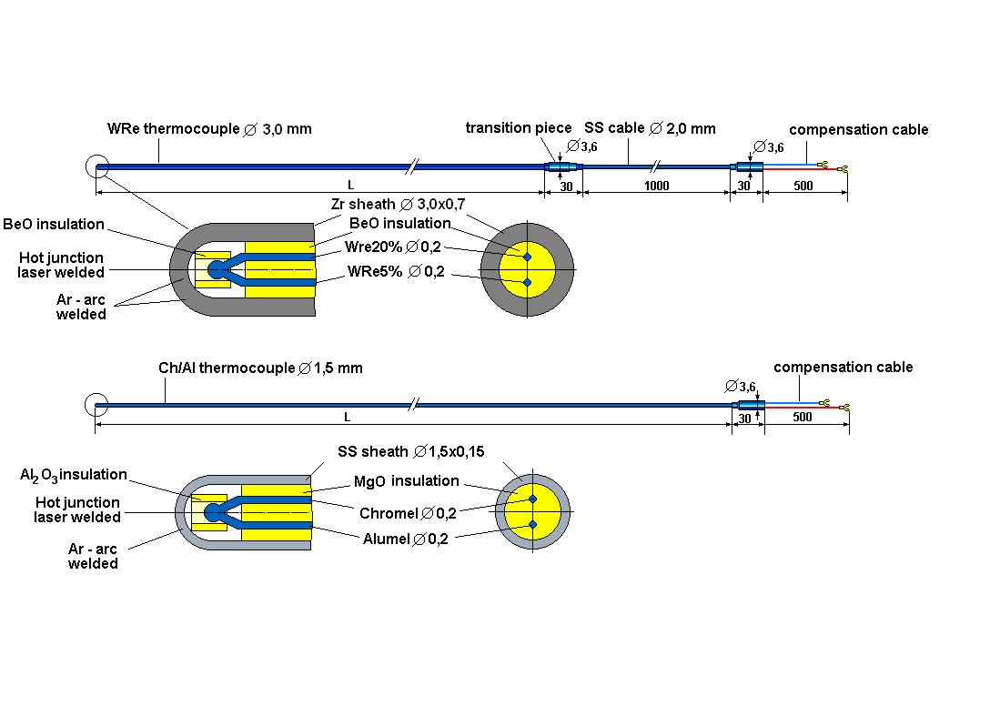 WRe thermocouple ∅ 3,0 mm
transition piece
SS cable ∅ 2,0 mm
compensation cable
∅3,6
∅3,6
L
30
1000
30
500
Zr sheath ∅ 3,0x0,7
BeO insulation
BeO insulation
Wre20% ∅0,2
Hot junction
laser welded
WRe5% ∅0,2
Ar - arc
welded
Ch/Al thermocouple ∅1,5 mm
compensation cable
∅3,6
L
30
500
SS sheath ∅1,5x0,15
Al2 O3 insulation
MgO insulation
Hot junction
laser welded
Chromel ∅0,2
Alumel ∅0,2
Ar - arc
welded